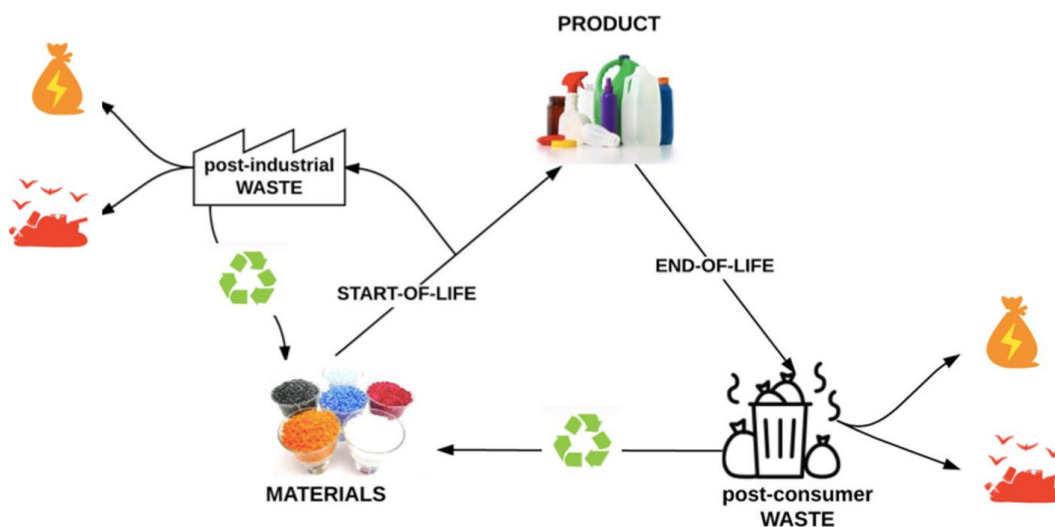 PRODUCT
post-industrial
WASTE
END-OF-LIFE
START-OF-LIFE
MATERIALS
post-consumer
WASTE